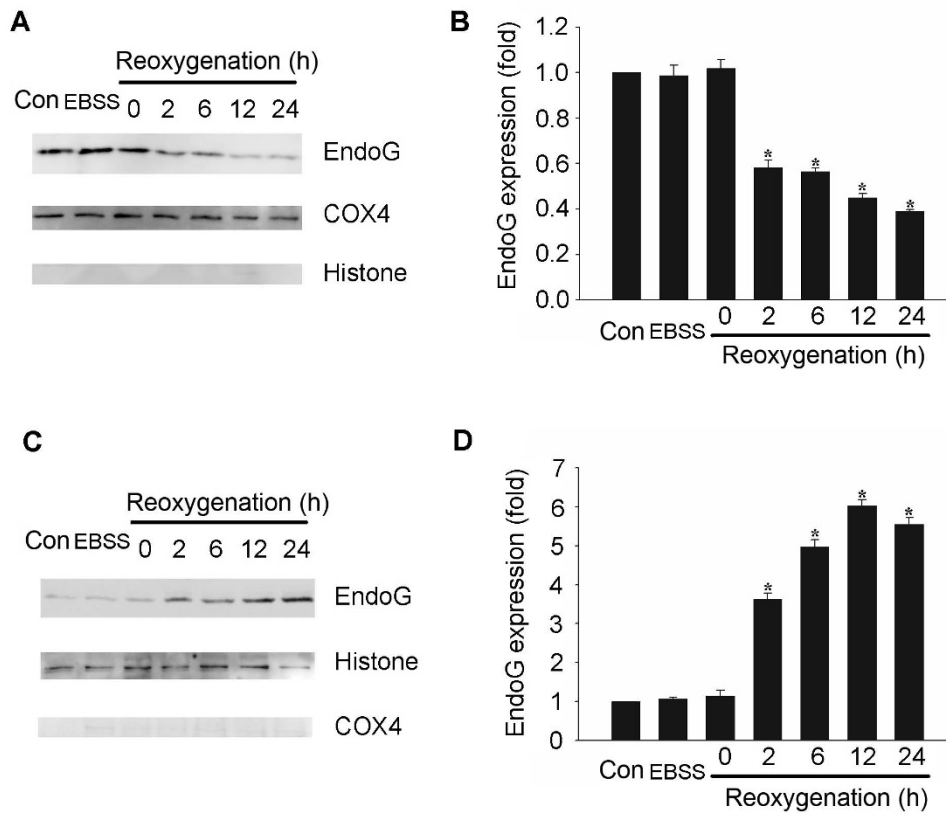 A
Reoxygenation (h)
Con EBSS 0 2 6 12 24
EndoG
COX4
Histone
B
EndoG expression (fold)
1.2
1.0
0.8
0.6
0.4
0.2
0.0
* * * *
Con EBSS 0 2 6 12 24
Reoxygenation (h)
C
Reoxygenation (h)
Con EBSS 0 2 6 12 24
EndoG
Histone
COX4
D
EndoG expression (fold)
7
6
5
4
3
2
1
0
* * * *
Con EBSS 0 2 6 12 24
Reoxygenation (h)